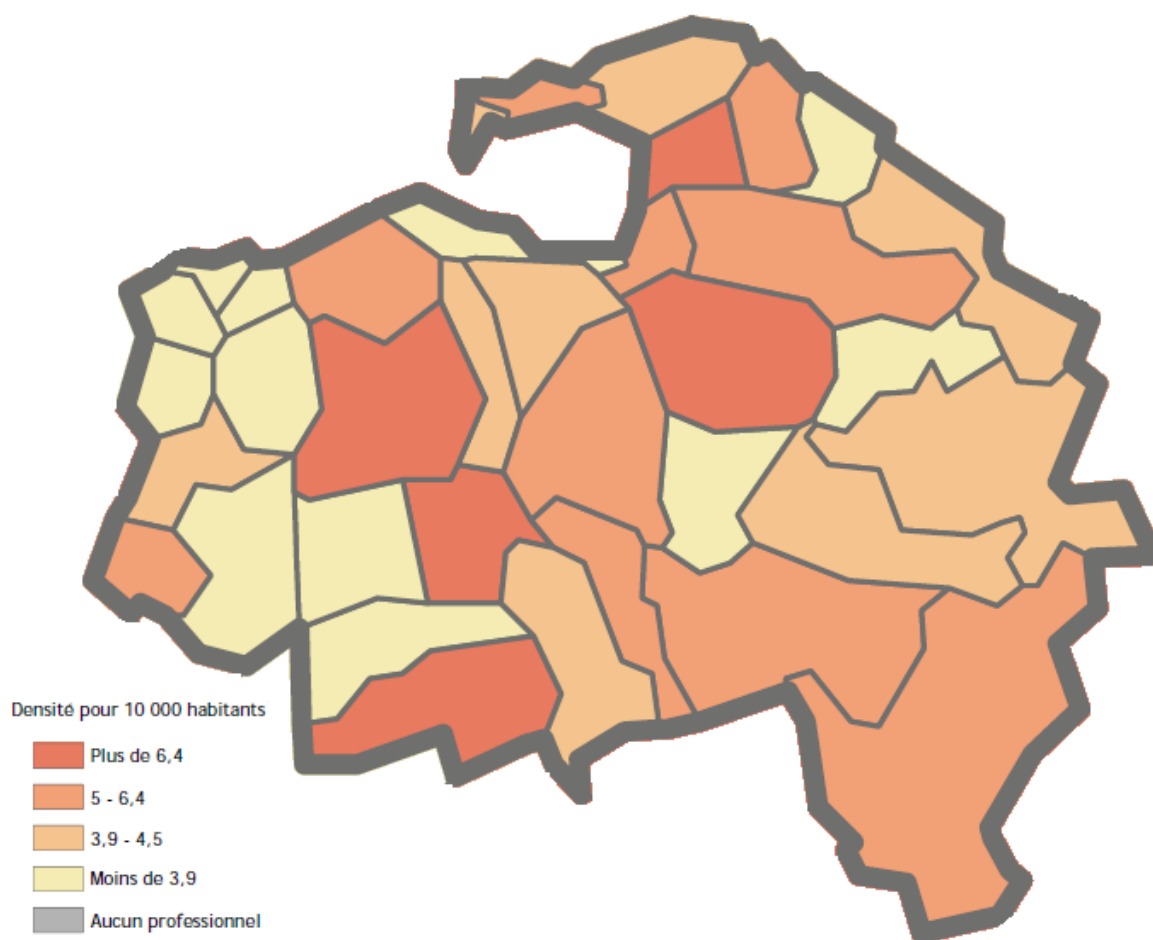 Densité pour 10 000 habitants
Plus de 6,4
5 - 6,4
3,9 - 4,5
Moins de 3,9
Aucun professionnel